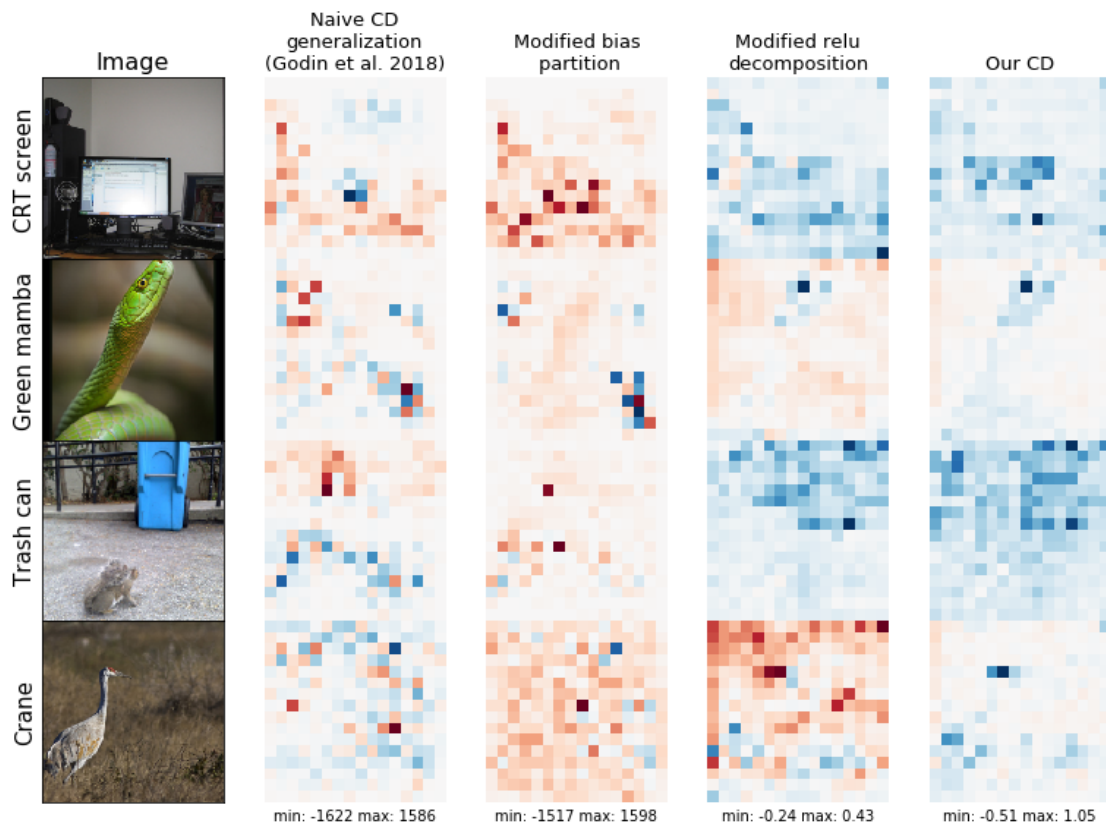 Image
Naive CD
generalization
(Godin et al. 2018)
Modified bias
partition
Modified relu
decomposition
Our CD
CRT screen
Green mamba
Trash can
Crane
min: -1622 max: 1586
min: -1517 max: 1598
min: -0.24 max: 0.43
min: -0.51 max: 1.05